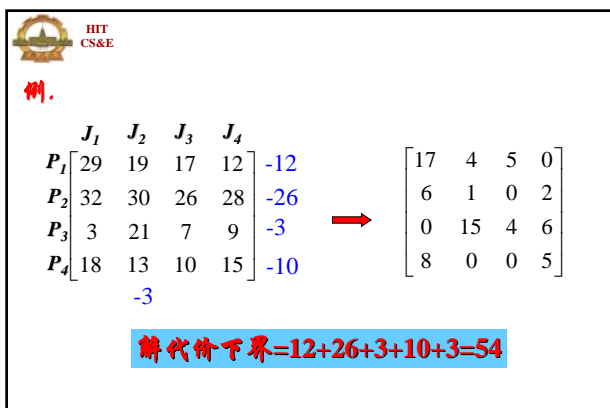 HIT
CS&E
例.
J1 J2 J3 J4
P1 29 19 17 12 -12
P2 32 30 26 28 -26
P3 3 21 7 9 -3
P4 18 13 10 15 -10
-3
17 4 5 0
6 1 0 2
0 15 4 6
8 0 0 5
解代价下界=12+26+3+10+3=54